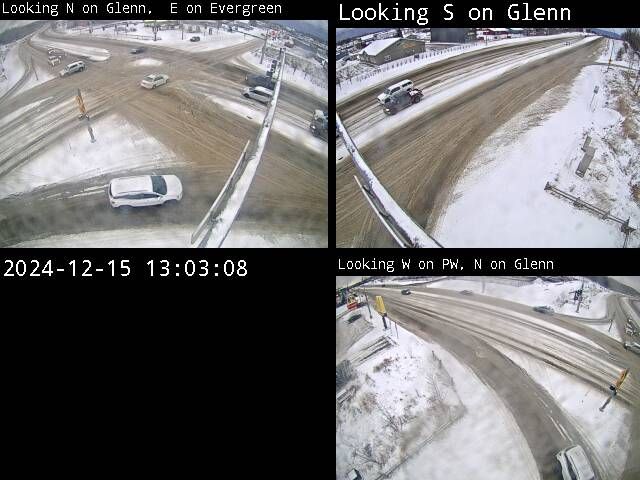 Looking N on Glenn,  E on Evergreen
Looking S on Glenn
2024-12-15 13:03:08
Looking W on PW, N on Glenn